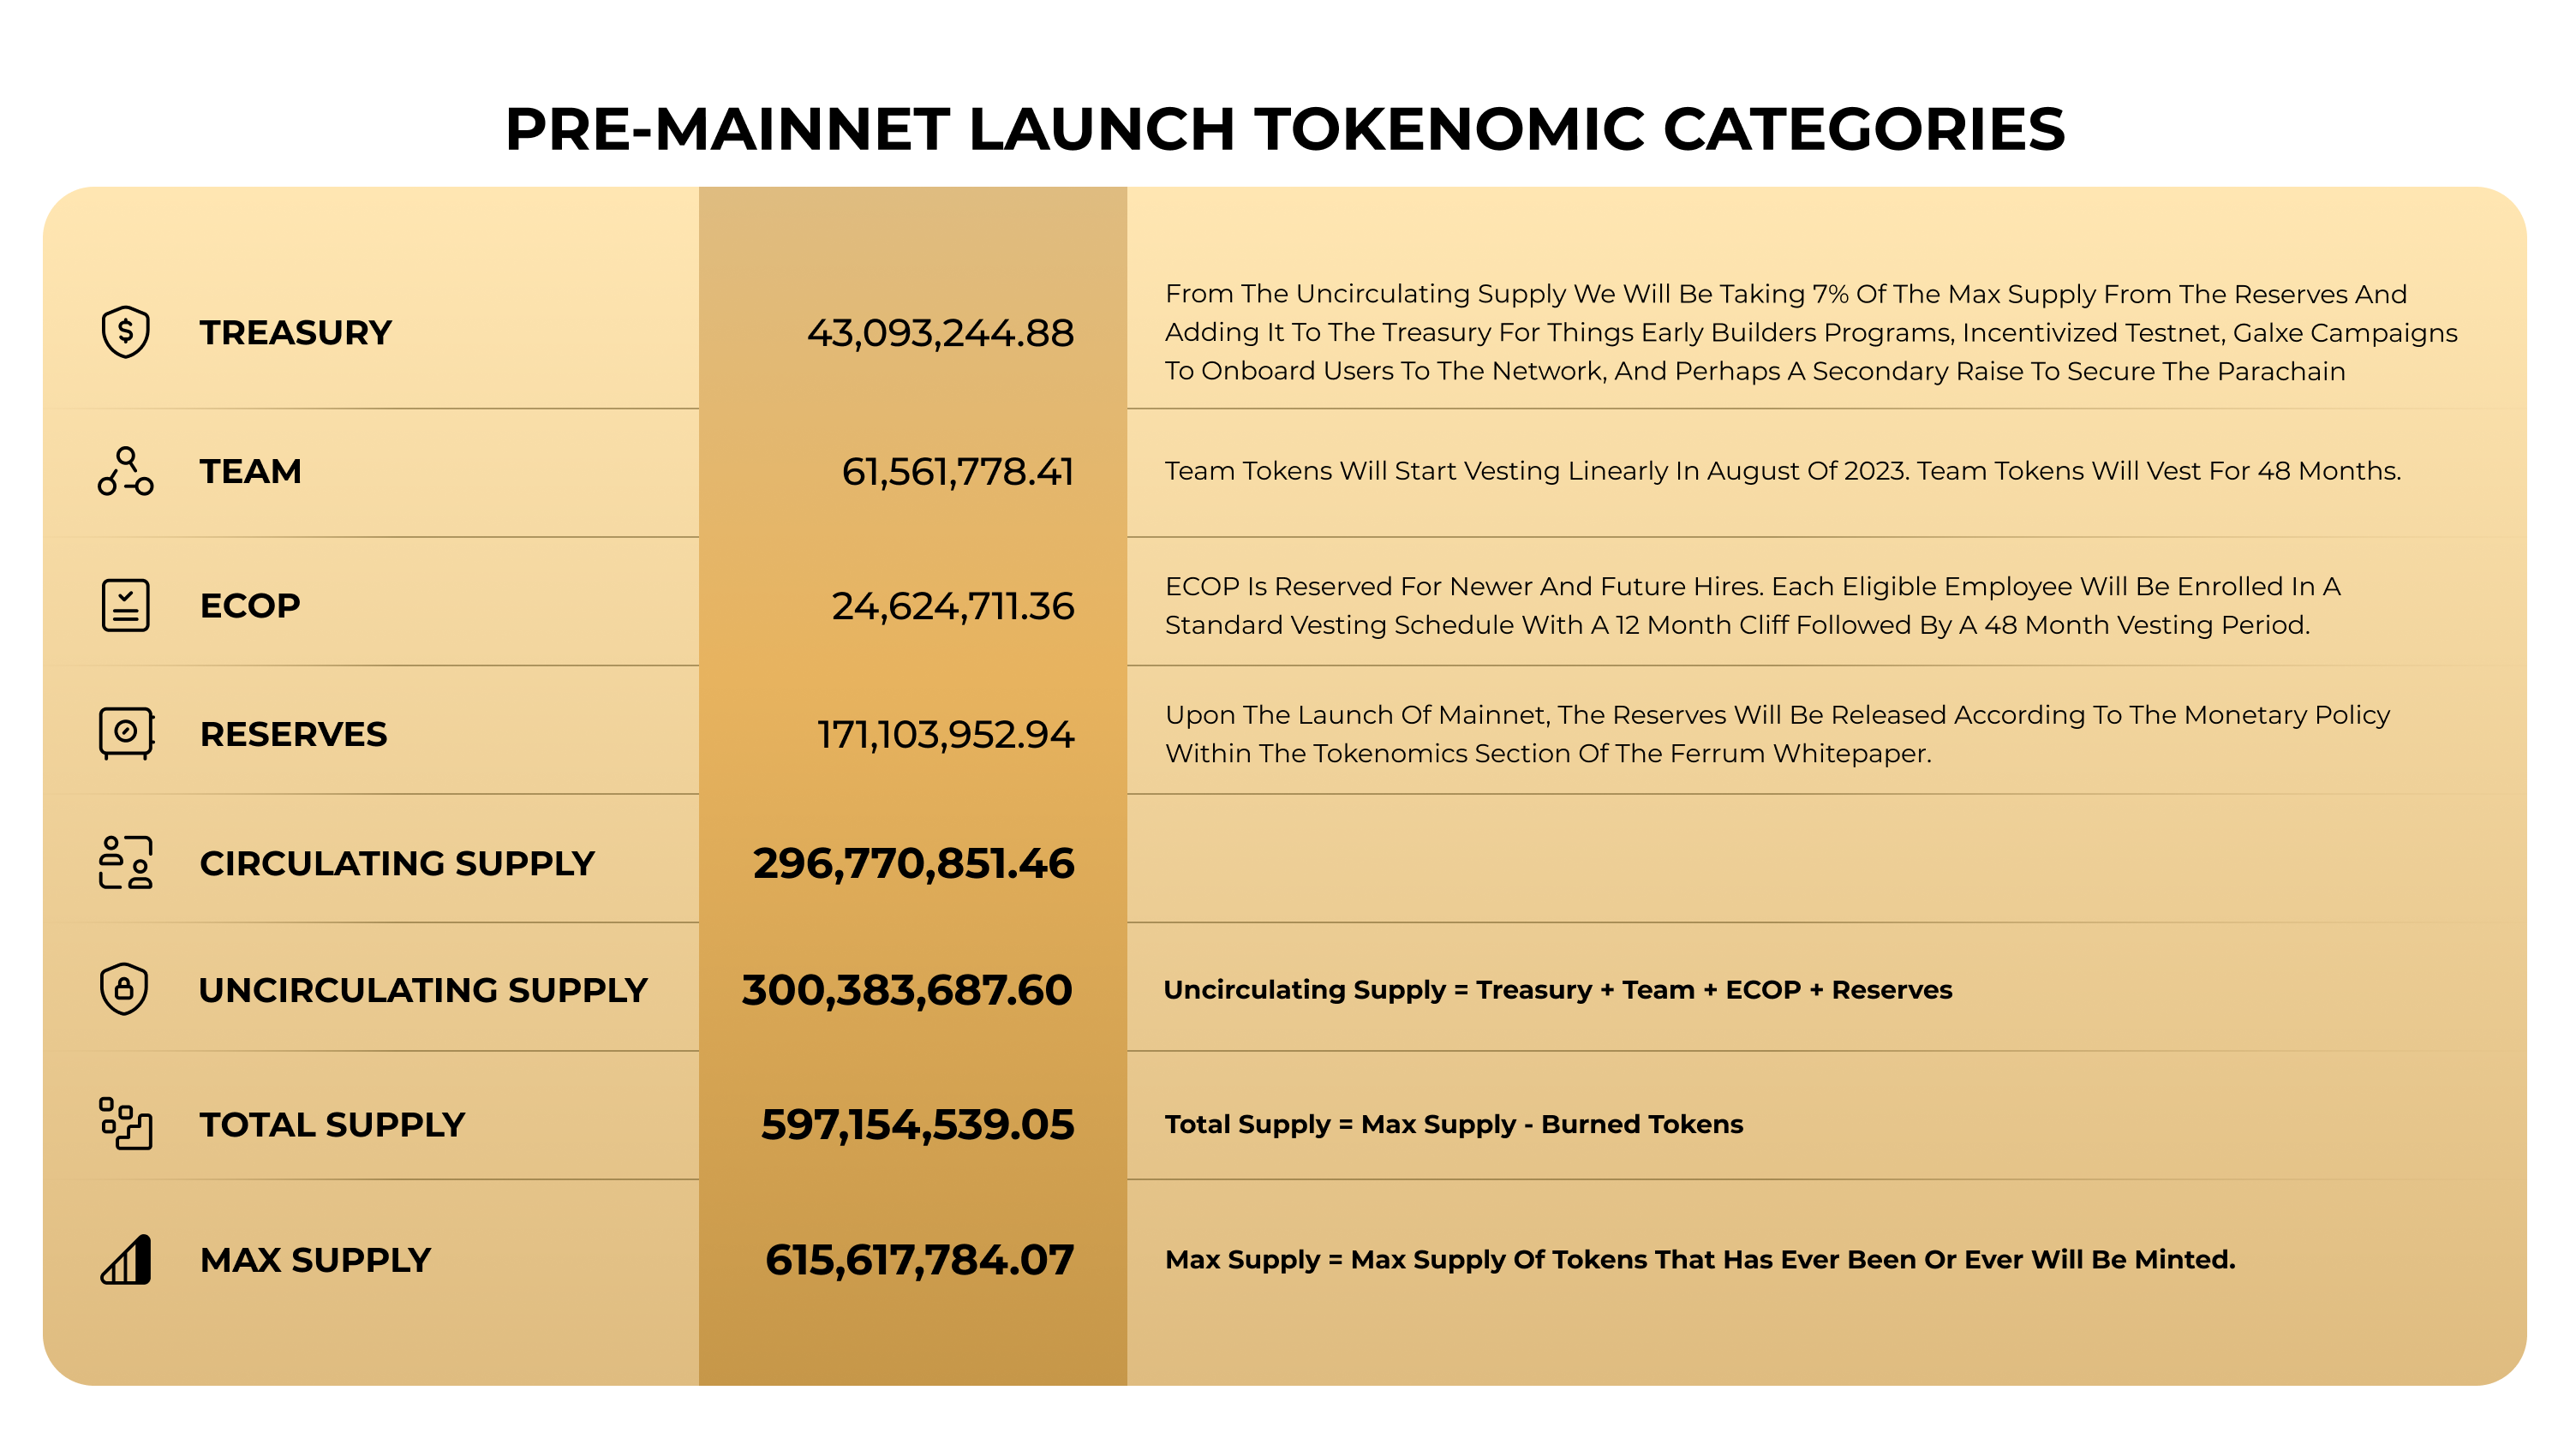 PRE-MAINNET LAUNCH TOKENOMIC CATEGORIES
TREASURY
43,093,244.88
From The Uncirculating Supply We Will Be Taking 7% Of The Max Supply From The Reserves And
Adding It To The Treasury For Things Early Builders Programs, Incentivized Testnet, Galxe Campaigns
To Onboard Users To The Network, And Perhaps A Secondary Raise To Secure The Parachain
TEAM
61,561,778.41
Team Tokens Will Start Vesting Linearly In August Of 2023. Team Tokens Will Vest For 48 Months.
ECOP
24,624,711.36
ECOP Is Reserved For Newer And Future Hires. Each Eligible Employee Will Be Enrolled In A
Standard Vesting Schedule With A 12 Month Cliff Followed By A 48 Month Vesting Period.
RESERVES
171,103,952.94
Upon The Launch Of Mainnet, The Reserves Will Be Released According To The Monetary Policy
Within The Tokenomics Section Of The Ferrum Whitepaper.
CIRCULATING SUPPLY
296,770,851.46
UNCIRCULATING SUPPLY
300,383,687.60
Uncirculating Supply = Treasury + Team + ECOP + Reserves
TOTAL SUPPLY
597,154,539.05
Total Supply = Max Supply - Burned Tokens
MAX SUPPLY
615,617,784.07
Max Supply = Max Supply Of Tokens That Has Ever Been Or Ever Will Be Minted.